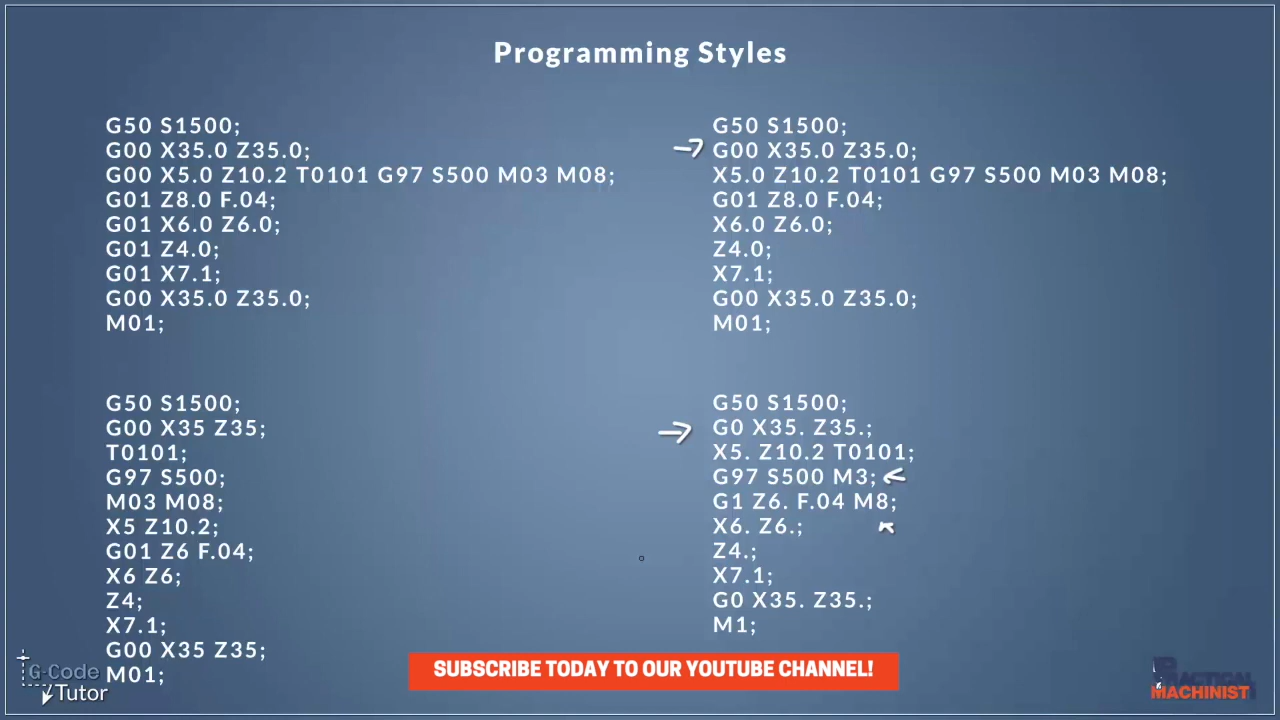 Programming Styles
G50 S1500;
G00 X35.0 Z35.0;
G00 X5.0 Z10.2 T0101 G97 S500 M03 M08;
G01 Z8.0 F.04;
G01 X6.0 Z6.0;
G01 Z4.0;
G01 X7.1;
G00 X35.0 Z35.0;
M01;
G50 S1500;
G00 X35.0 Z35.0;
X5.0 Z10.2 T0101 G97 S500 M03 M08;
G01 Z8.0 F.04;
X6.0 Z6.0;
Z4.0;
X7.1;
G00 X35.0 Z35.0;
M01;
G50 S1500;
G00 X35 Z35;
T0101;
G97 S500;
M03 M08;
X5 Z10.2;
G01 Z6 F.04;
X6 Z6;
Z4;
X7.1;
G00 X35 Z35;
M01;
G50 S1500;
G0 X35. Z35.;
X5. Z10.2 T0101;
G97 S500 M3;
G1 Z6. F.04 M8;
X6. Z6.;
Z4.;
X7.1;
G0 X35. Z35.;
M1;
SUBSCRIBE TODAY TO OUR YOUTUBE CHANNEL!
G-Code
Tutor
PRACTICAL
MACHINIST